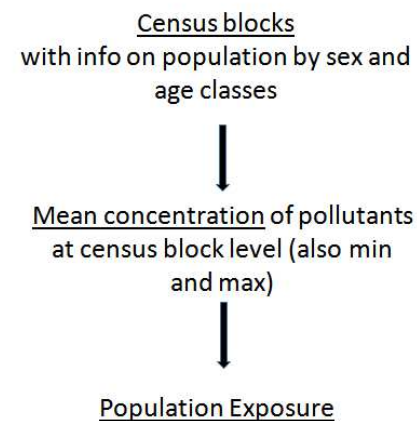 Census blocks
with info on population by sex and
age classes
Mean concentration of pollutants
at census block level (also min
and max)
Population Exposure